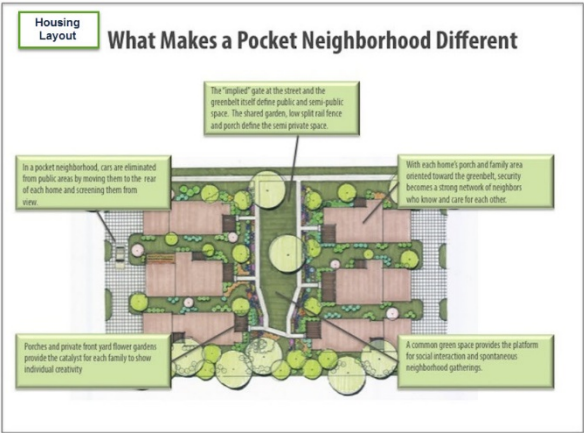 Housing
Layout
What Makes a Pocket Neighborhood Different
The "implied" gate at the street and the
greenbelt itself define public and semi-public
space. The shared garden, low split rail fence
and porch define the semi private space.
In a pocket neighborhood, cars are eliminated
from public areas by moving them to the rear
of each home and screening them from
view.
With each home's porch and family area
oriented toward the greenbelt, security
becomes a strong network of neighbors
who know and care for each other.
Porches and private front yard flower gardens
provide the catalyst for each family to show
individual creativity
A common green space provides the platform
for social interaction and spontaneous
neighborhood gatherings.